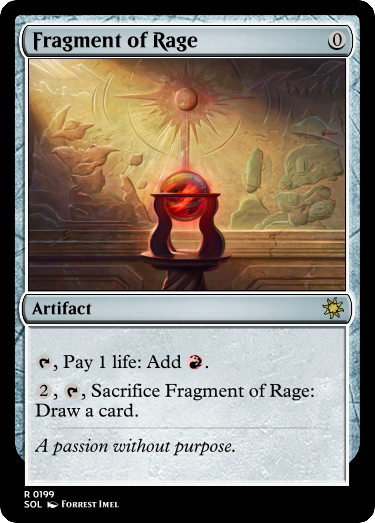 Fragment of Rage 0
Artifact
, Pay 1 life: Add .
2 , , Sacrifice Fragment of Rage:
Draw a card.
A passion without purpose.
R 0199
SOL Forrest Imel